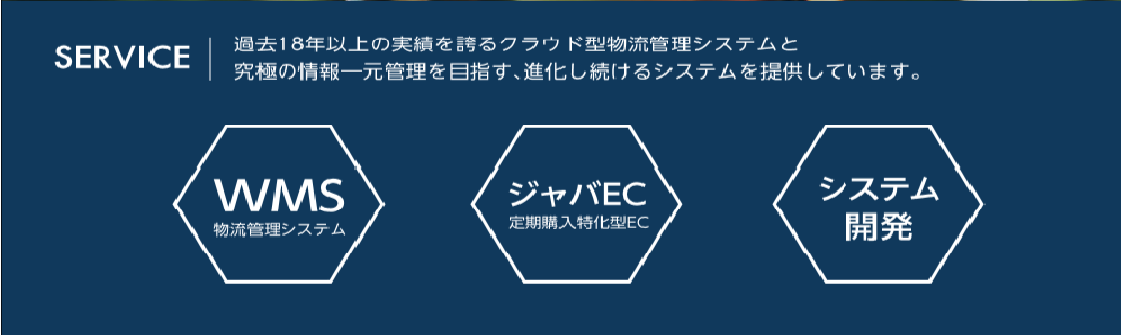 SERVICE
過去18年以上の実績を誇るクラウド型物流管理システムと
究極の情報一元管理を目指す、進化し続けるシステムを提供しています。
WMS
物流管理システム
ジャバEC
定期購入特化型EC
システム
開発